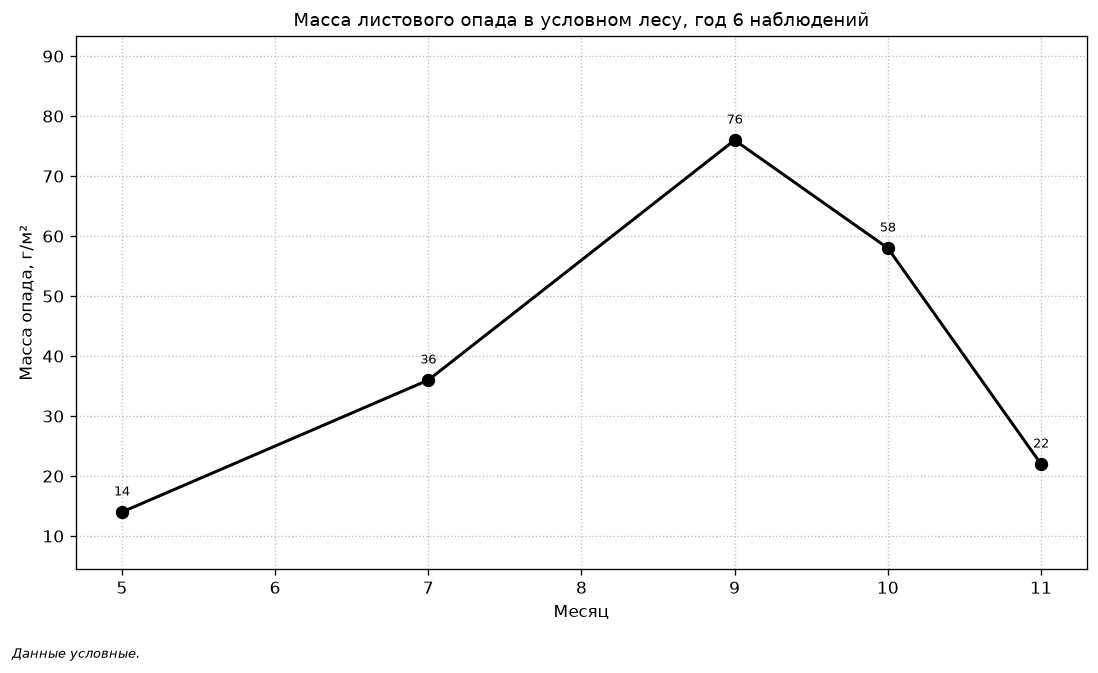 Масса листового опада в условном лесу, год 6 наблюдений
Масса опада, г/м²
90
80
70
60
50
40
30
20
10
14
36
76
58
22
5 6 7 8 9 10 11
Месяц
Данные условные.